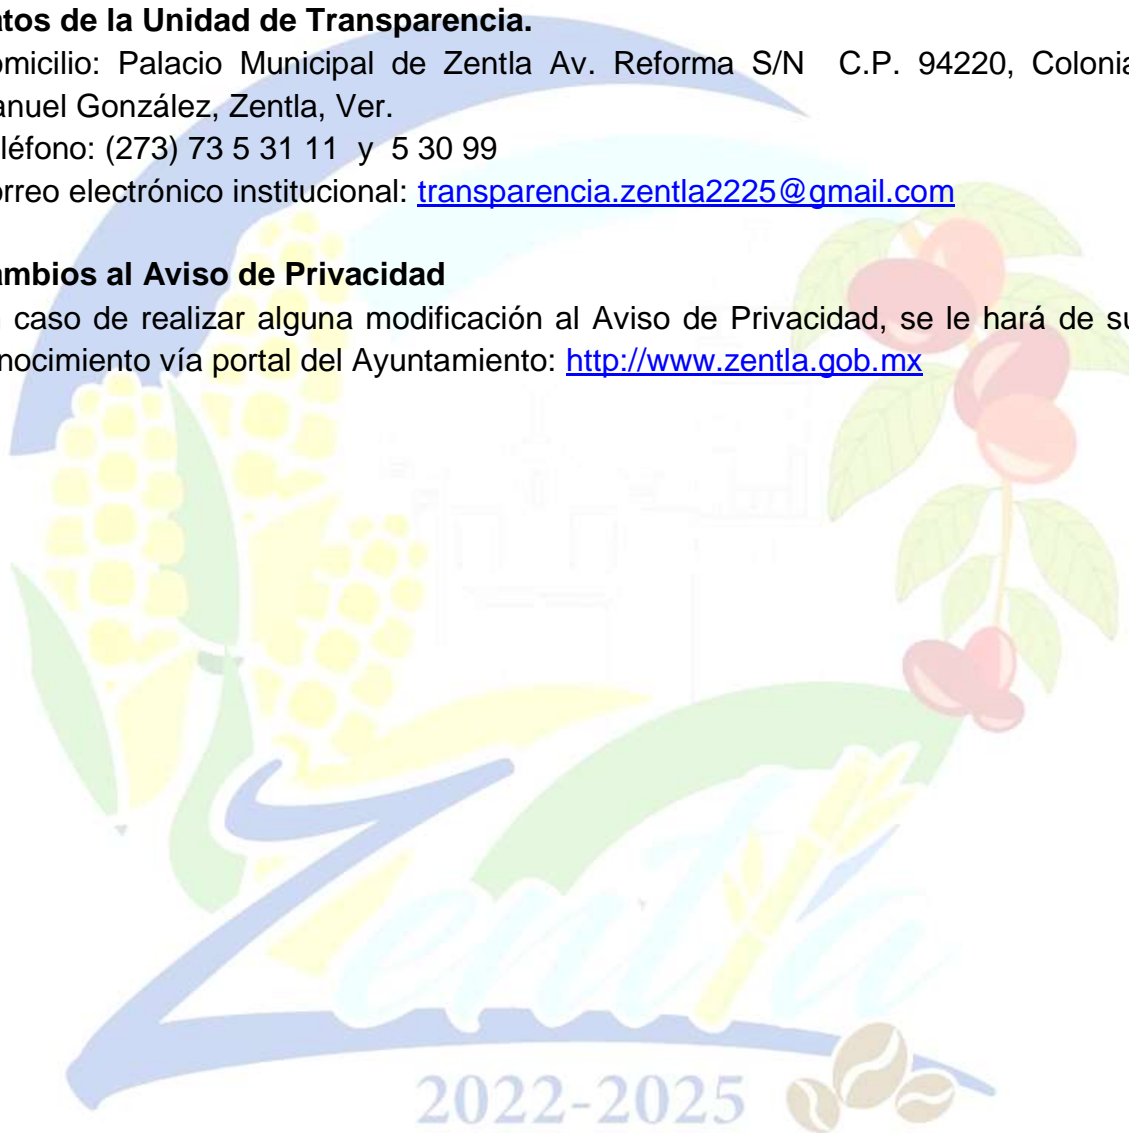 atos de la Unidad de Transparencia.
omicilio: Palacio Municipal de Zentla Av. Reforma S/N C.P. 94220, Colonia
anuel González, Zentla, Ver.
léfono: (273) 73 5 31 11 y 5 30 99
orreo electrónico institucional: transparencia.zentla2225@gmail.com
ambios al Aviso de Privacidad
caso de realizar alguna modificación al Aviso de Privacidad, se le hará de su
nocimiento vía portal del Ayuntamiento: http://www.zentla.gob.mx
Zentla
2022-2025